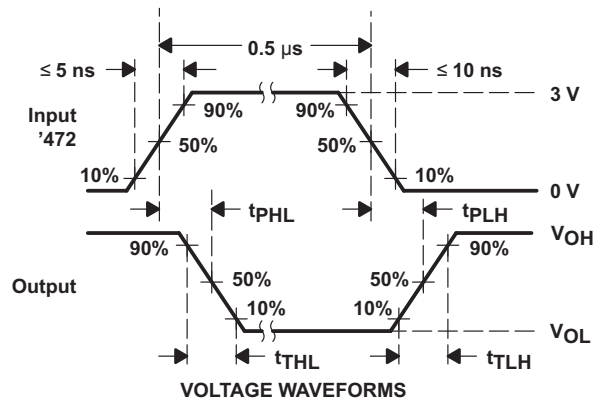 0.5 µs
≤ 5 ns
≤ 10 ns
Input
'472
90%
90%
3 V
50%
50%
10%
10%
0 V
tPHL
tPLH
VOH
90%
90%
Output
50%
50%
10%
10%
VOL
tTHL
tTLH
VOLTAGE WAVEFORMS